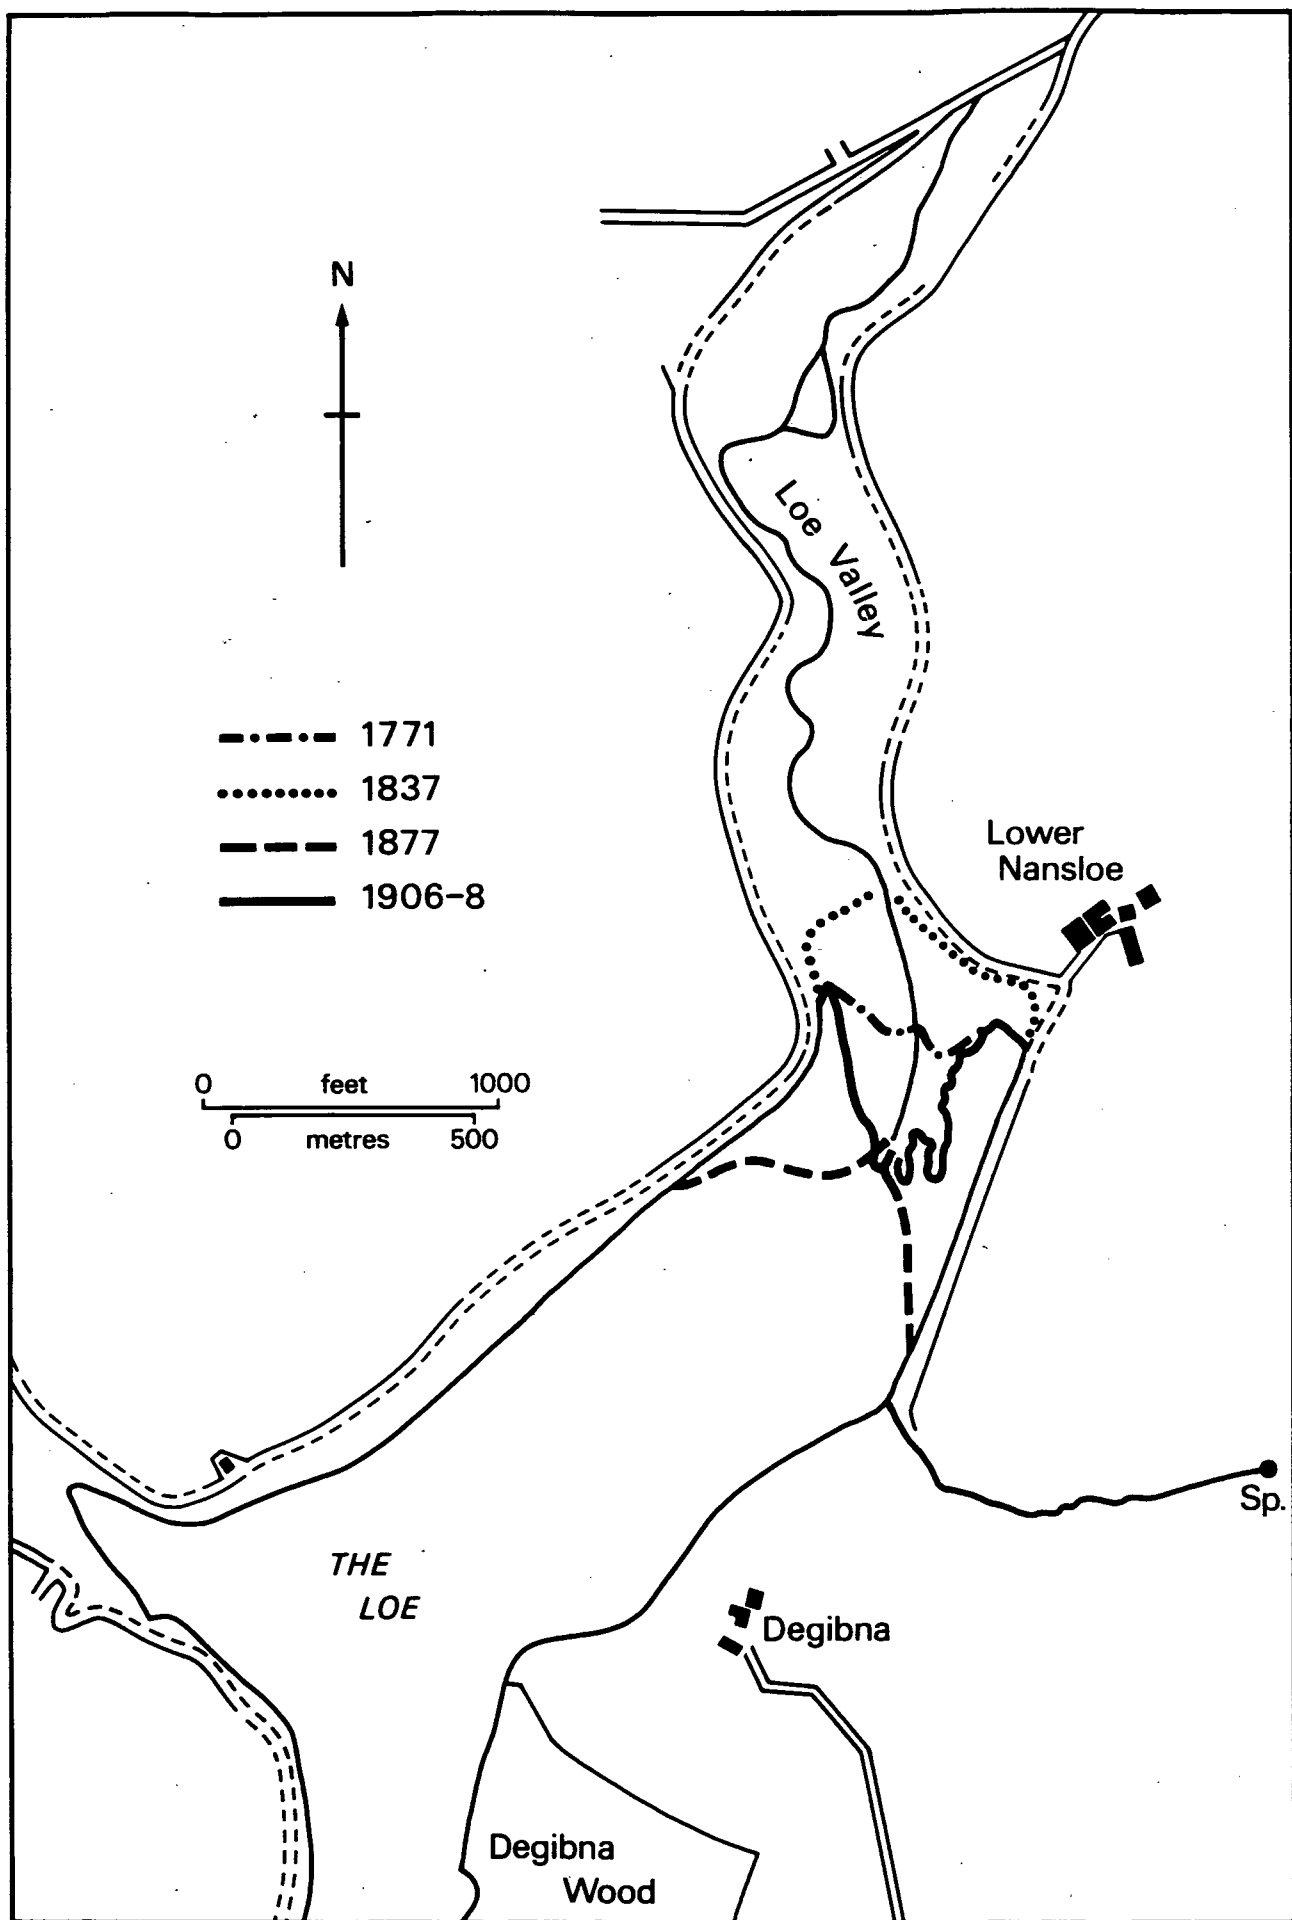 N
Loe Valley
1771
1837
1877
1906-8
Lower
Nansloe
0 feet 1000
0 metres 500
Sp.
THE
LOE
Degibna
Degibna
Wood